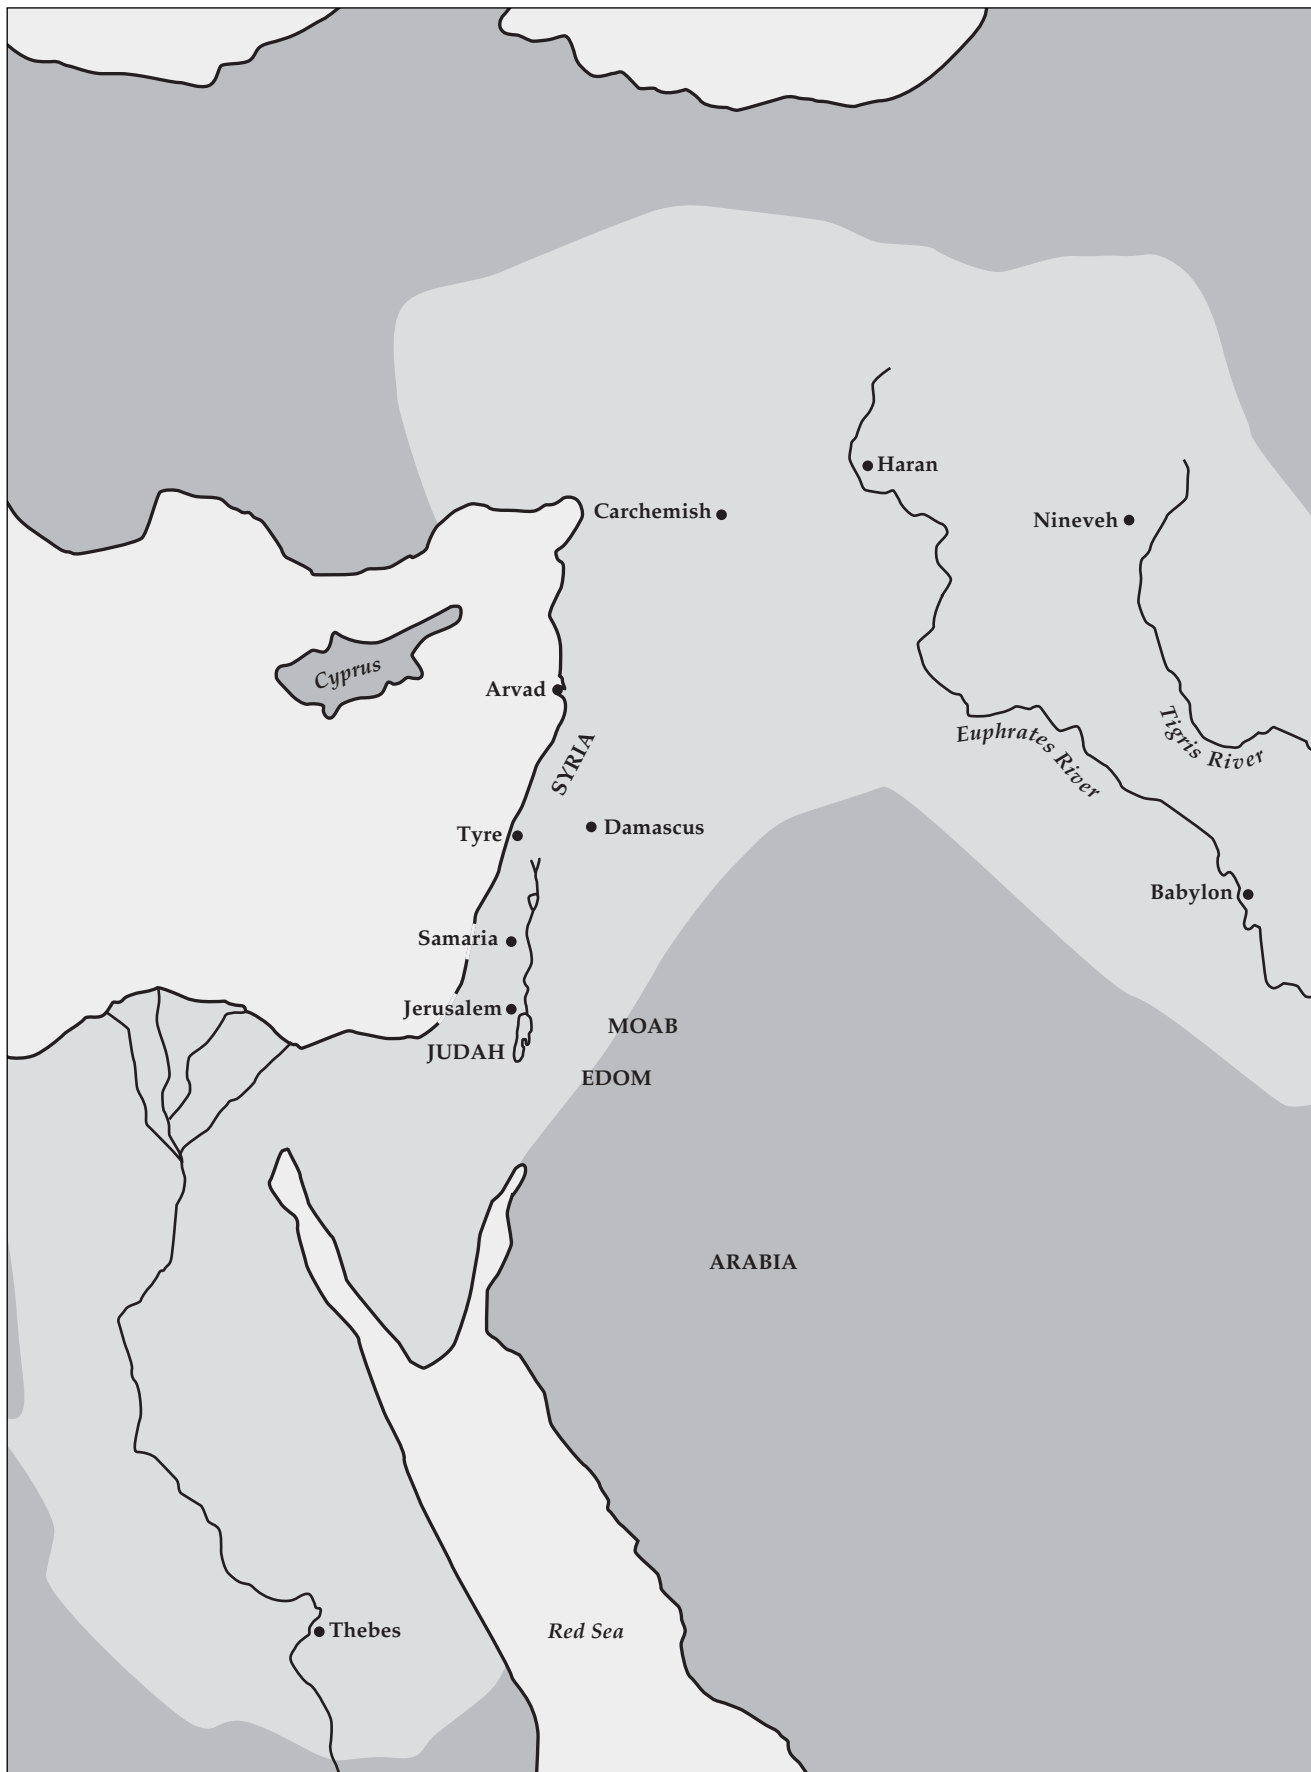 Haran
Carchemish
Nineveh
Cyprus
Arvad
Tigris River
Euphrates River
SYRIA
Tyre
Damascus
Babylon
Samaria
Jerusalem
MOAB
JUDAH
EDOM
ARABIA
Thebes
Red Sea